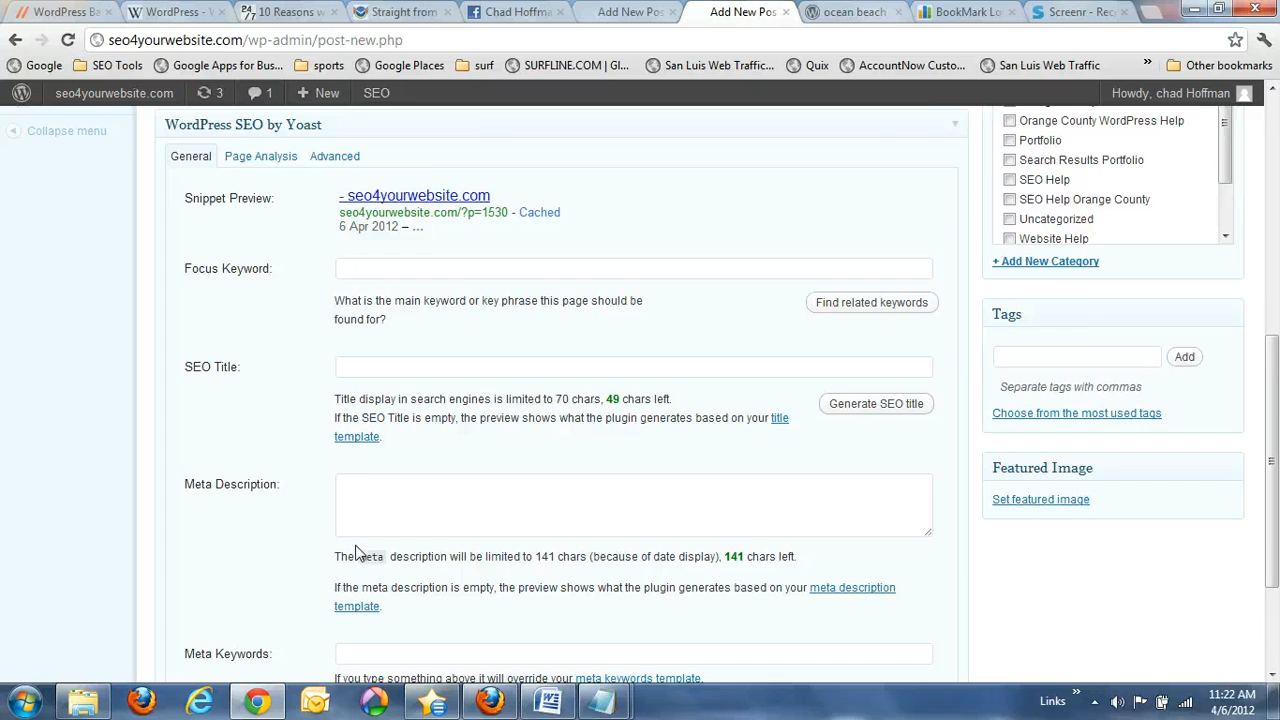 WordPress Ba
WordPress - V
10 Reasons w
Straight from
Chad Hoffma
Add New Pos
Add New Pos
ocean beach
BookMark Lo
Screenr - Rec
seo4yourwebsite.com/wp-admin/post-new.php
Google
SEO Tools
Google Apps for Bus...
sports
Google Places
surf
SURFLINE.COM | Gl...
San Luis Web Traffic...
Quix
AccountNow Custo...
San Luis Web Traffic
»
Other bookmarks
seo4yourwebsite.com
3
1
+ New
SEO
Howdy, chad Hoffman
Collapse menu
WordPress SEO by Yoast
General
Page Analysis
Advanced
Snippet Preview:
- seo4yourwebsite.com
seo4yourwebsite.com/?p=1530 - Cached
6 Apr 2012 – ...
Focus Keyword:
What is the main keyword or key phrase this page should be
found for?
Find related keywords
SEO Title:
Title display in search engines is limited to 70 chars, 49 chars left.
If the SEO Title is empty, the preview shows what the plugin generates based on your title
template.
Generate SEO title
Meta Description:
The meta description will be limited to 141 chars (because of date display), 141 chars left.
If the meta description is empty, the preview shows what the plugin generates based on your meta description
template.
Meta Keywords:
If you type something above it will override your meta keywords template.
Orange County WordPress Help
Portfolio
Search Results Portfolio
SEO Help
SEO Help Orange County
Uncategorized
Website Help
+ Add New Category
Tags
Add
Separate tags with commas
Choose from the most used tags
Featured Image
Set featured image
Links
»
11:22 AM
4/6/2012